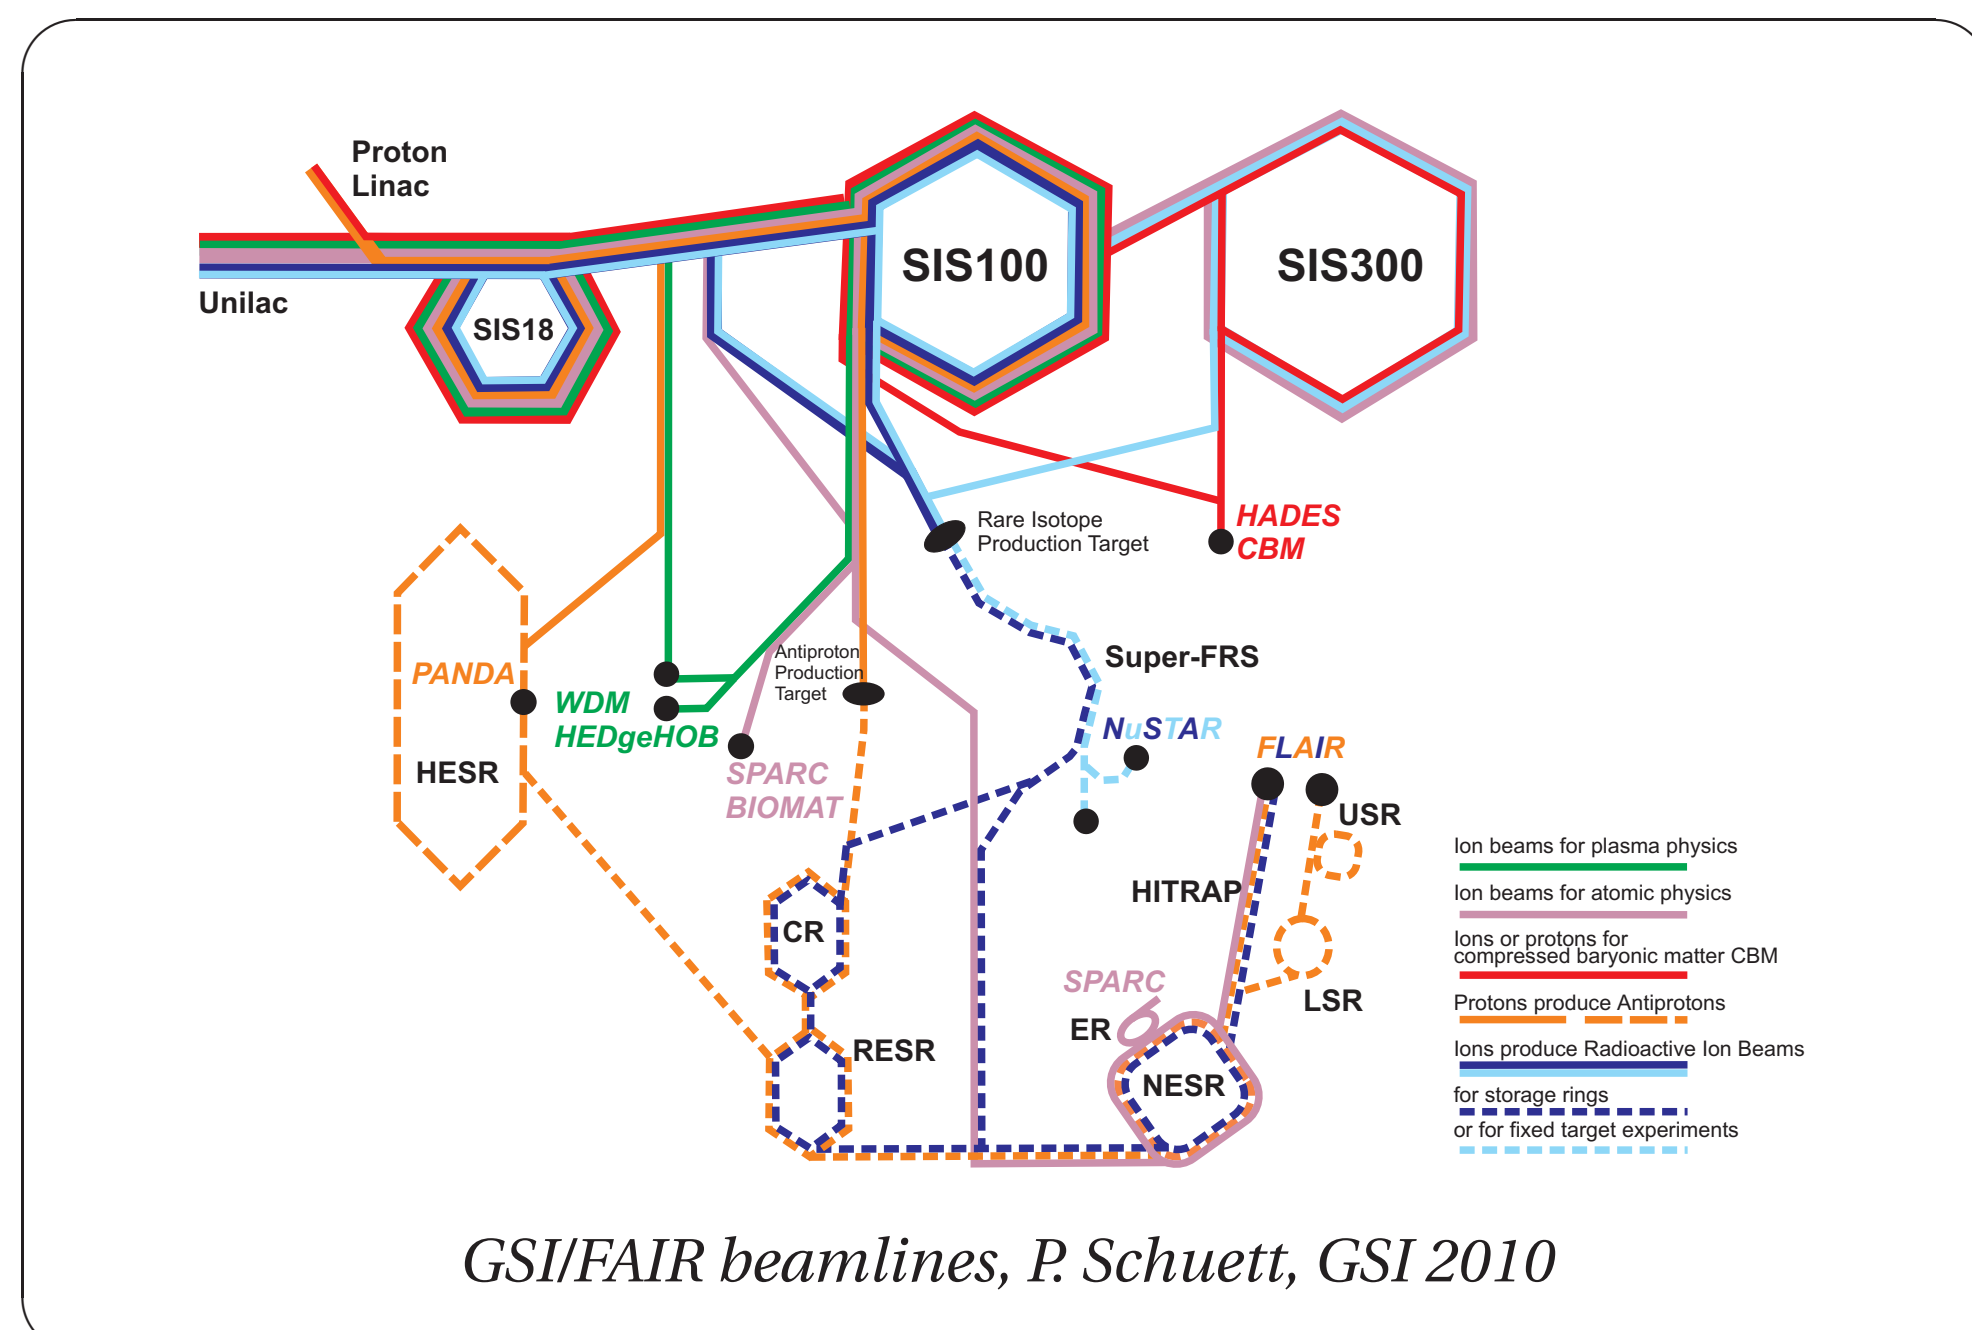 Proton
Linac
Unilac
SIS18
SIS100
SIS300
Rare Isotope
Production Target
HADES
CBM
PANDA
HESR
WDM
HEDgeHOB
Antiproton
Production
Target
SPARC
BIOMAT
Super-FRS
NuSTAR
FLAIR
USR
HITRAP
LSR
CR
RESR
SPARC
ER
NESR
Ion beams for plasma physics
Ion beams for atomic physics
Ions or protons for
compressed baryonic matter CBM
Protons produce Antiprotons
Ions produce Radioactive Ion Beams
for storage rings
or for fixed target experiments
GSI/FAIR beamlines, P. Schuett, GSI 2010